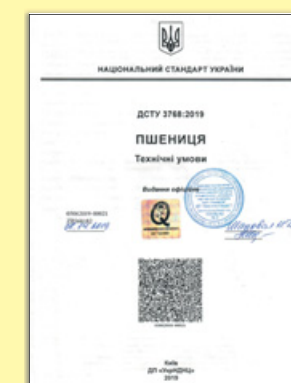 НАЦІОНАЛЬНИЙ СТАНДАРТ УКРАЇНИ
ДСТУ 3768:2019
ПШЕНИЦЯ
Технічні умови
Видання офіційне
Київ
ДП «УкрНДНЦ»
2019